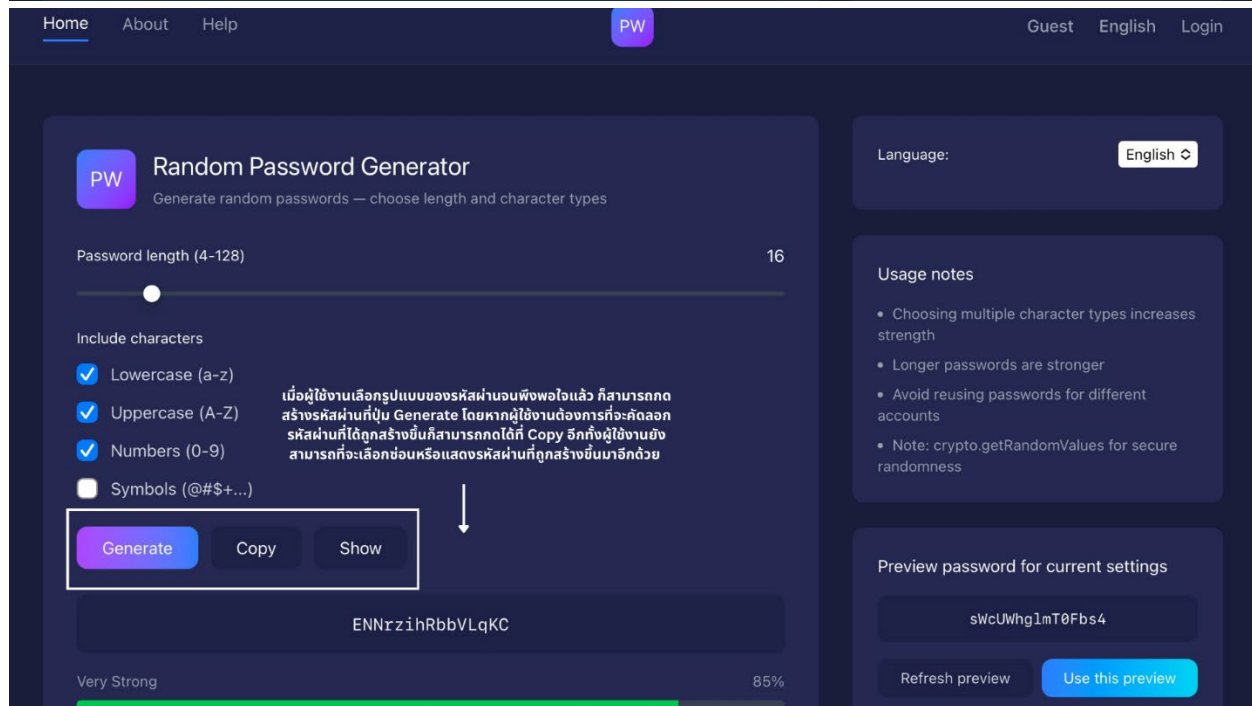 Home About Help PW Guest English Login
PW
Random Password Generator
Generate random passwords — choose length and character types
Password length (4-128) 16
Include characters
Lowercase (a-z)
Uppercase (A-Z)
Numbers (0-9)
Symbols (@#$+...)
เมื่อผู้ใช้งานเลือกรูปแบบของรหัสผ่านจนพึงพอใจแล้ว ก็สามารถกด
สร้างรหัสผ่านที่ปุ่ม Generate โดยหากผู้ใช้งานต้องการที่จะคัดลอก
รหัสผ่านที่ได้ถูกสร้างขึ้นก็สามารถกดได้ที่ Copy อีกทั้งผู้ใช้งานยัง
สามารถที่จะเลือกซ่อนหรือแสดงรหัสผ่านที่ถูกสร้างขึ้นมาอีกด้วย
Generate Copy Show
ENNrzihRbbVLqKC
Very Strong 85%
Language: English
Usage notes
• Choosing multiple character types increases
strength
• Longer passwords are stronger
• Avoid reusing passwords for different
accounts
• Note: crypto.getRandomValues for secure
randomness
Preview password for current settings
sWcUWhglmT0Fbs4
Refresh preview Use this preview